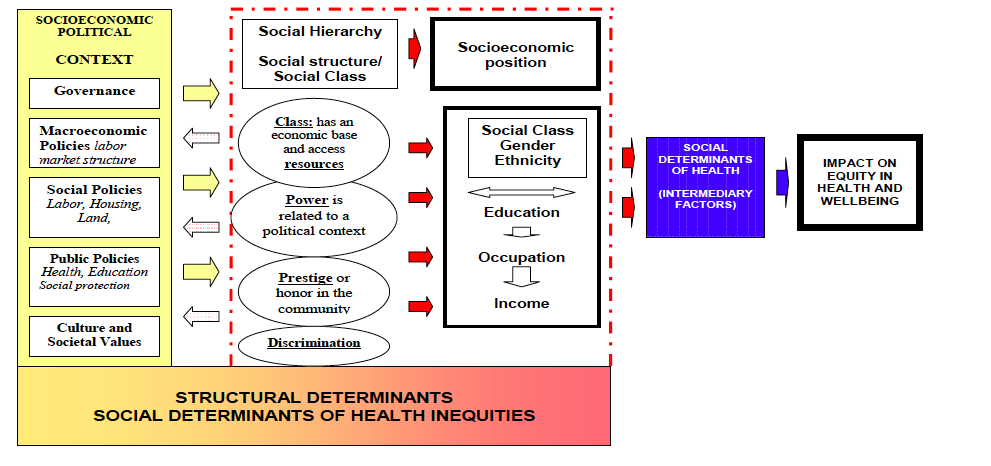 SOCIOECONOMIC
POLITICAL
CONTEXT
Governance
Macroeconomic
Policies labor
market structure
Social Policies
Labor, Housing,
Land,
Public Policies
Health, Education
Social protection
Culture and
Societal Values
Social Hierarchy
Social structure/
Social Class
Class: has an
economic base
and access
resources
Power is
related to a
political context
Prestige or
honor in the
community
Discrimination
Socioeconomic
position
Social Class
Gender
Ethnicity
Education
Occupation
Income
SOCIAL
DETERMINANTS
OF HEALTH
(INTERMEDIARY
FACTORS)
IMPACT ON
EQUITY IN
HEALTH AND
WELLBEING
STRUCTURAL DETERMINANTS
SOCIAL DETERMINANTS OF HEALTH INEQUITIES